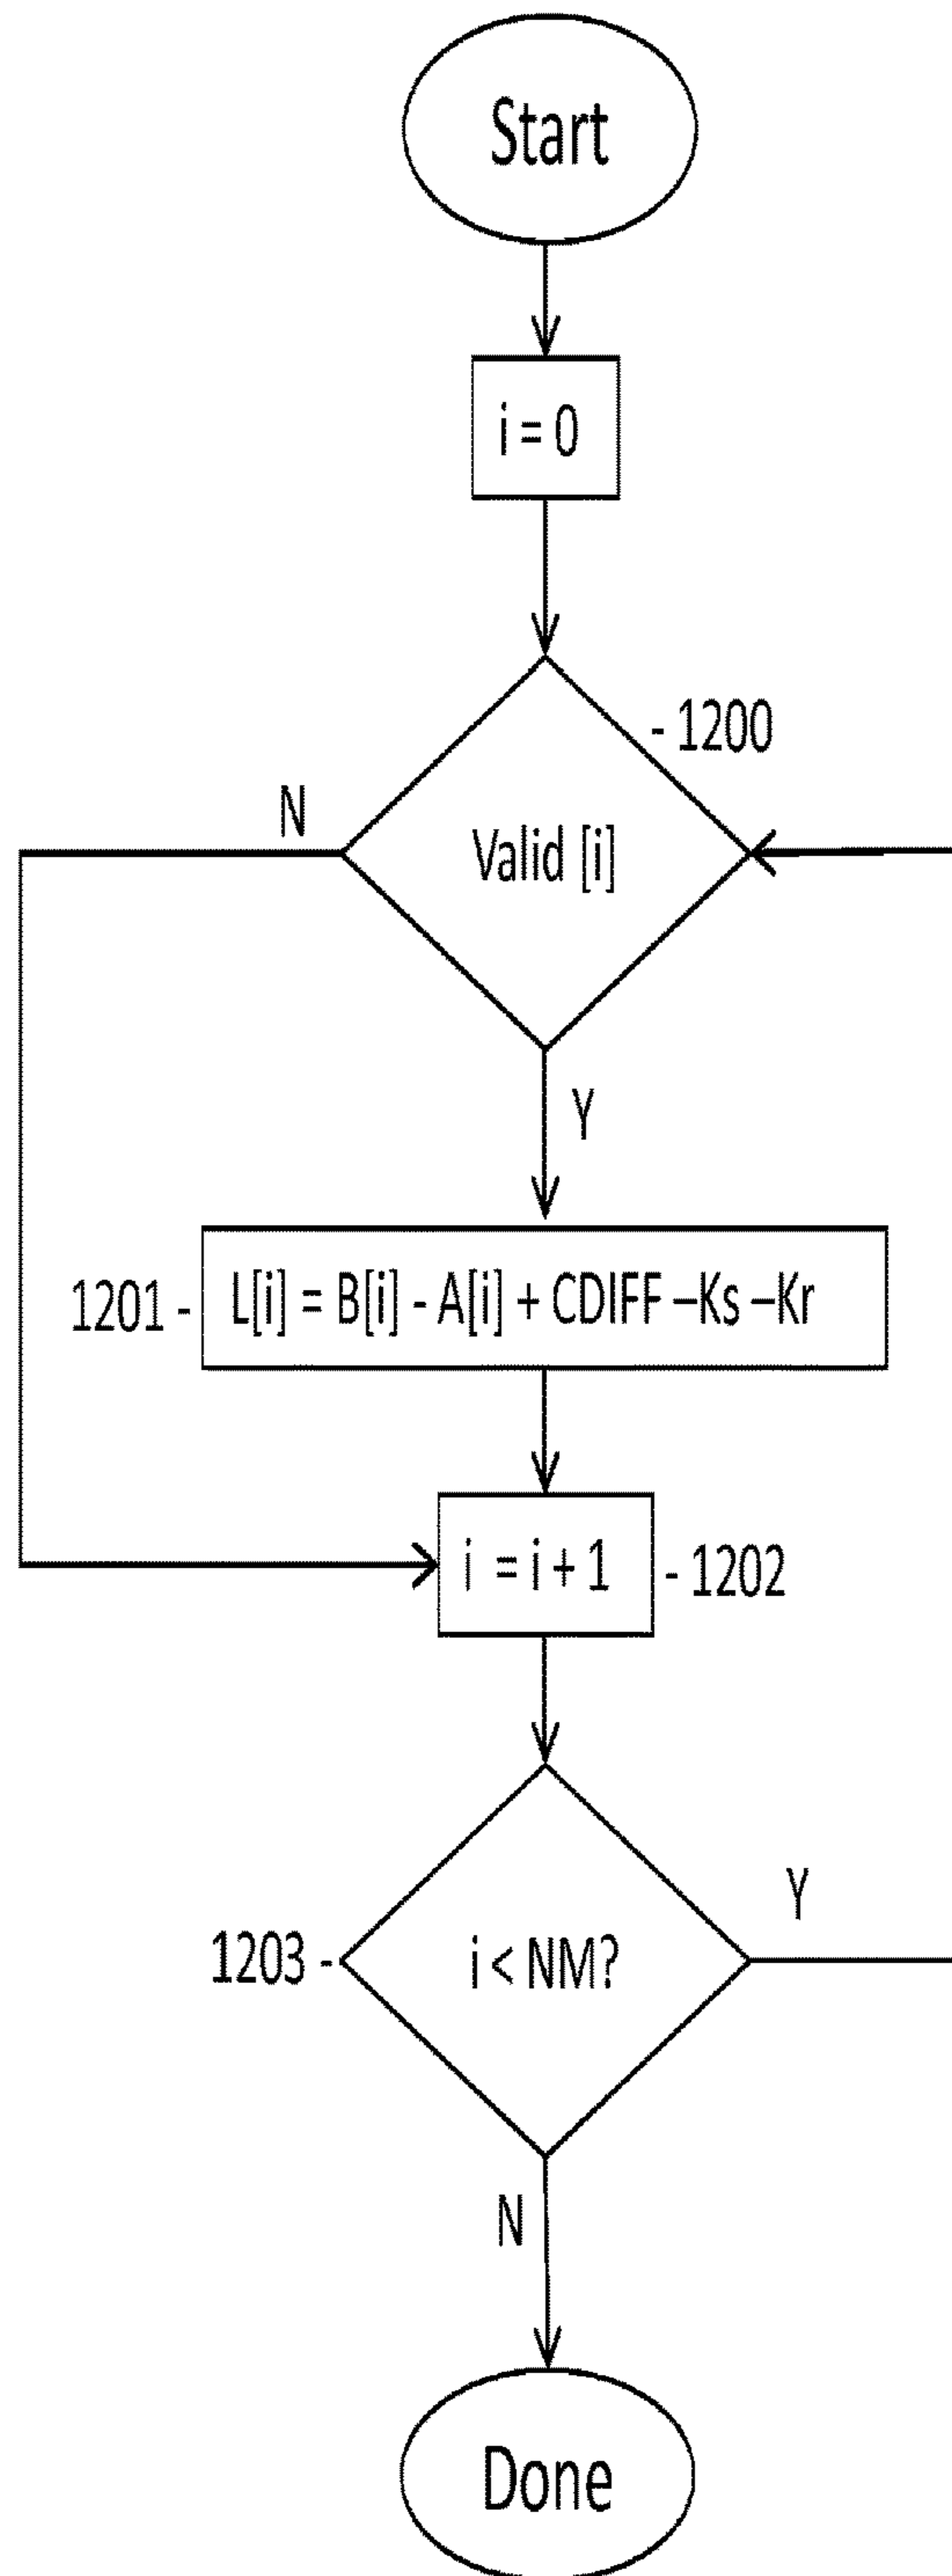 Start
i = 0
- 1200
N
Valid [i]
Y
1201 -
L[i] = B[i] - A[i] + CDIFF –Ks –Kr
i = i + 1
- 1202
Y
1203 -
i < NM?
N
Done